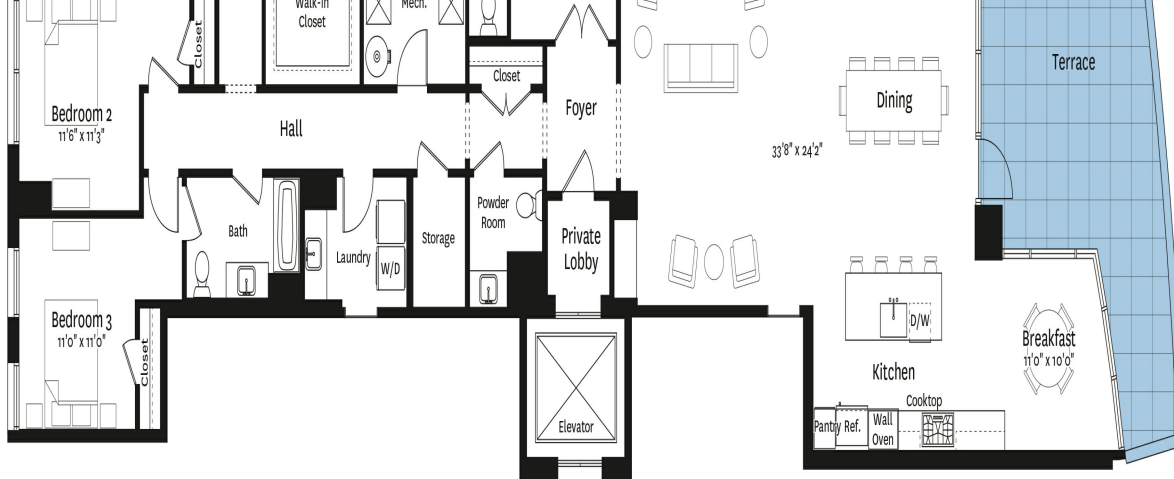 Walk-in
Closet
Mech.
Closet
Terrace
Closet
Bedroom 2
11'6" x 11'3"
Hall
Foyer
Dining
33'8" x 24'2"
Powder
Room
Bath
Laundry
W/D
Storage
Private
Lobby
Bedroom 3
11'0" x 11'0"
Closet
D/W
Breakfast
11'0" x 10'0"
Kitchen
Cooktop
Pantry
Ref.
Wall
Oven
Elevator